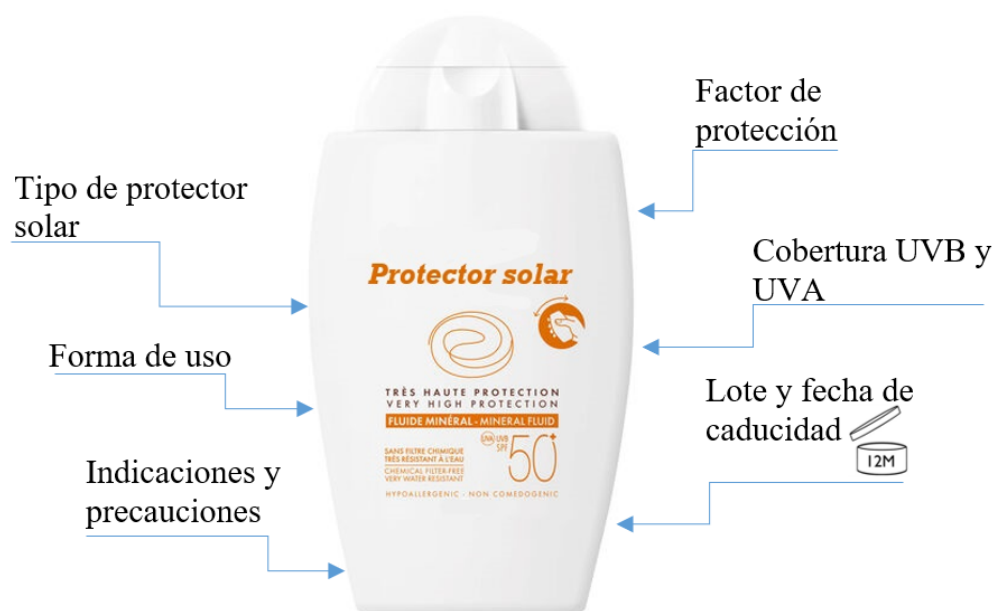 Factor de
protección
Tipo de protector
solar
Cobertura UVB y
UVA
Protector solar
Forma de uso
Lote y fecha de
caducidad
12M
TRÈS HAUTE PROTECTION
VERY HIGH PROTECTION
FLUIDE MINÉRAL - MINERAL FLUID
UVA UVB
SPF 50+
SANS FILTRE CHIMIQUE
TRÈS RÉSISTANT À L'EAU
CHEMICAL FILTER-FREE
VERY WATER RESISTANT
HYPOALLERGENIC - NON COMEDOGENIC
Indicaciones y
precauciones